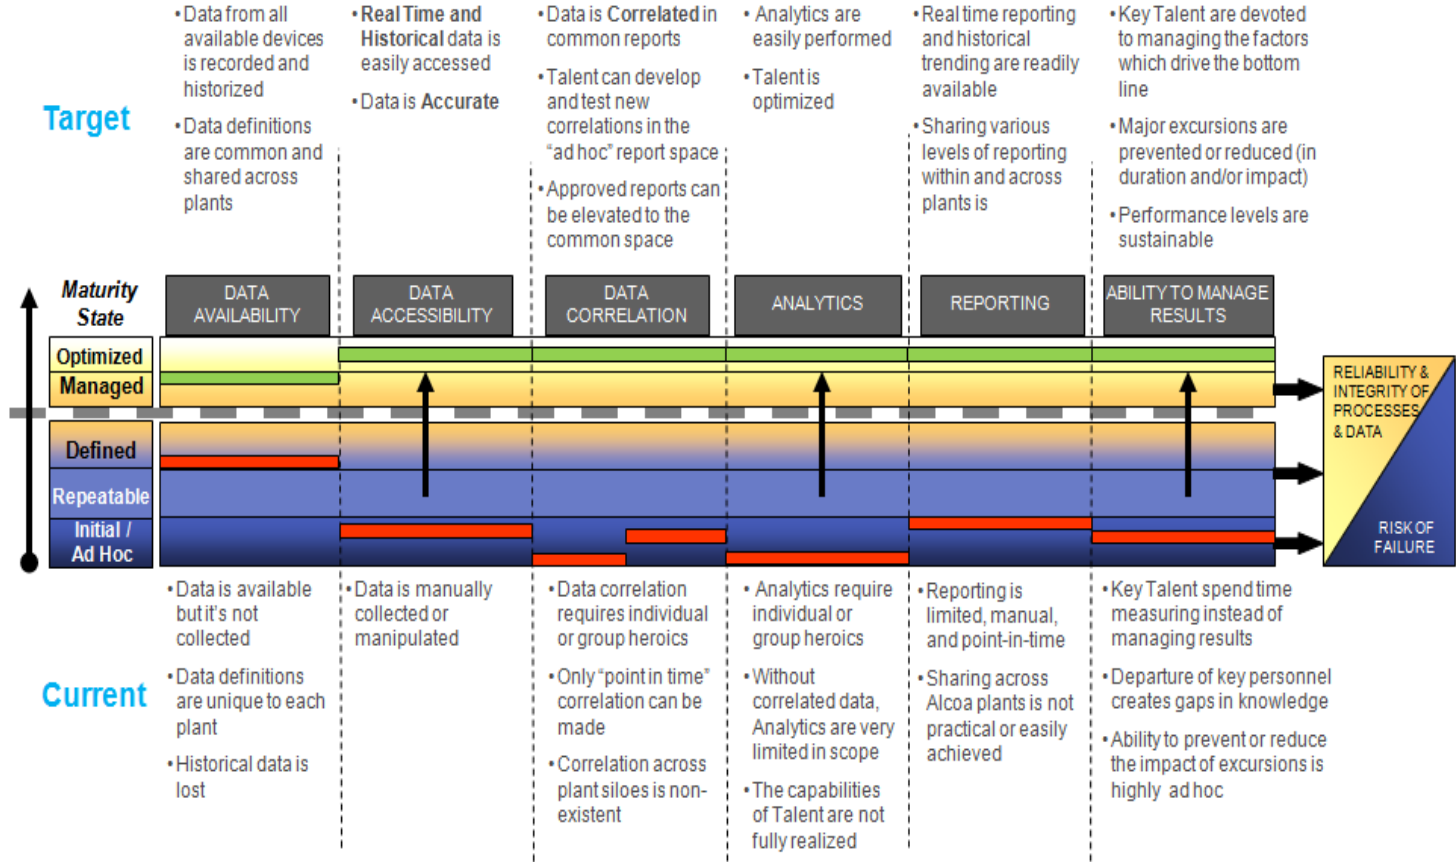 Target
• Data from all
available devices
is recorded and
historized
• Data definitions
are common and
shared across
plants
• Real Time and
Historical data is
easily accessed
• Data is Accurate
• Data is Correlated in
common reports
• Talent can develop
and test new
correlations in the
“ad hoc” report space
• Approved reports can
be elevated to the
common space
• Analytics are
easily performed
• Talent is
optimized
• Real time reporting
and historical
trending are readily
available
• Sharing various
levels of reporting
within and across
plants is
• Key Talent are devoted
to managing the factors
which drive the bottom
line
• Major excursions are
prevented or reduced (in
duration and/or impact)
• Performance levels are
sustainable
Maturity
State
DATA
AVAILABILITY
DATA
ACCESSIBILITY
DATA
CORRELATION
ANALYTICS
REPORTING
ABILITY TO MANAGE
RESULTS
Optimized
Managed
Defined
Repeatable
Initial /
Ad Hoc
RELIABILITY &
INTEGRITY OF
PROCESSES
& DATA
RISK OF
FAILURE
Current
• Data is available
but it’s not
collected
• Data definitions
are unique to each
plant
• Historical data is
lost
• Data is manually
collected or
manipulated
• Data correlation
requires individual
or group heroics
• Only “point in time”
correlation can be
made
• Correlation across
plant siloes is non-
existent
• Analytics require
individual or
group heroics
• Without
correlated data,
Analytics are very
limited in scope
• The capabilities
of Talent are not
fully realized
• Reporting is
limited, manual,
and point-in-time
• Sharing across
Alcoa plants is not
practical or easily
achieved
• Key Talent spend time
measuring instead of
managing results
• Departure of key personnel
creates gaps in knowledge
• Ability to prevent or reduce
the impact of excursions is
highly ad hoc